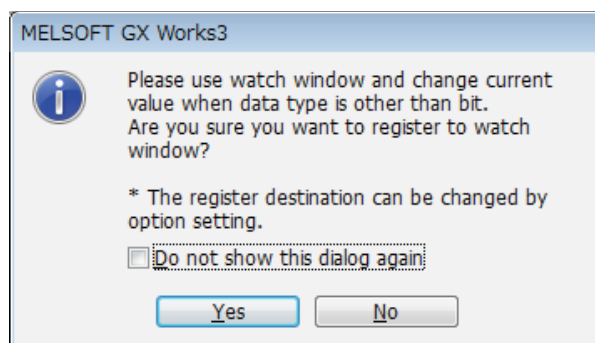 MELSOFT GX Works3
Please use watch window and change current
value when data type is other than bit.
Are you sure you want to register to watch
window?
* The register destination can be changed by
option setting.
Do not show this dialog again
Yes
No